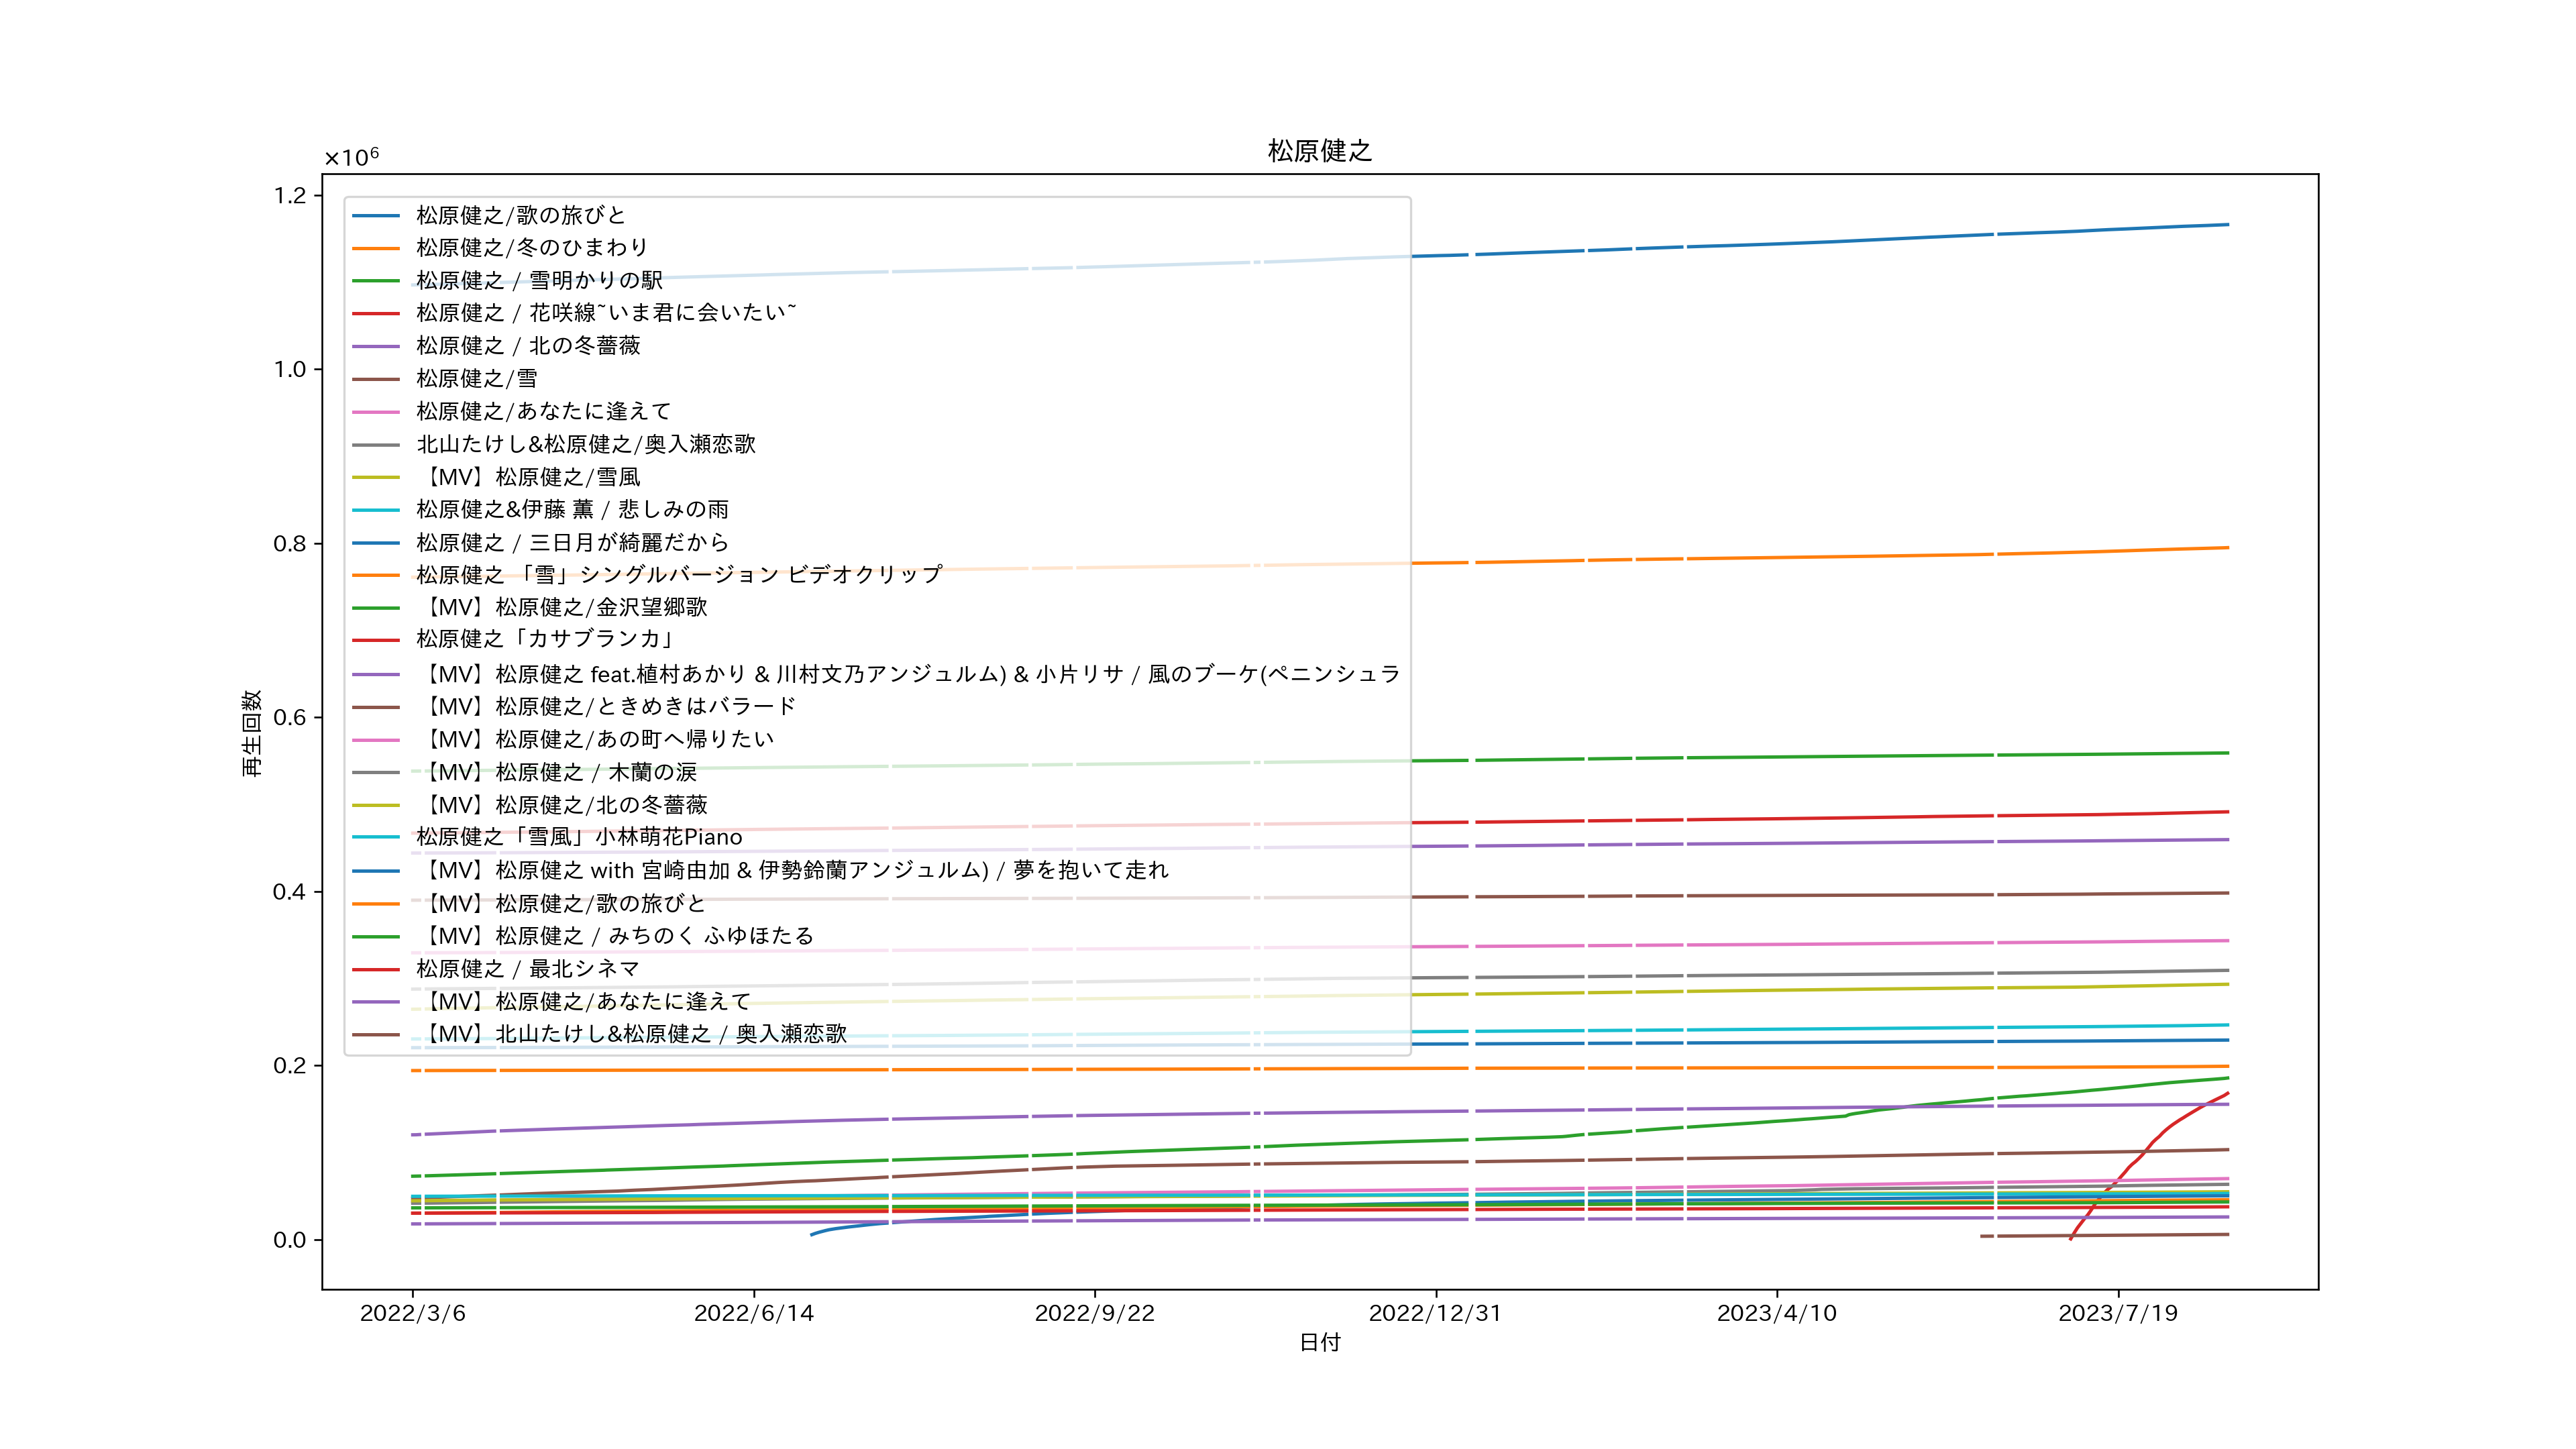 松原健之
×10⁶
1.2
1.0
0.8
0.6
0.4
0.2
0.0
再生回数
松原健之/歌の旅びと
松原健之/冬のひまわり
松原健之 / 雪明かりの駅
松原健之 / 花咲線~いま君に会いたい~
松原健之 / 北の冬薔薇
松原健之/雪
松原健之/あなたに逢えて
北山たけし&松原健之/奥入瀬恋歌
【MV】松原健之/雪風
松原健之&伊藤 薫 / 悲しみの雨
松原健之 / 三日月が綺麗だから
松原健之 「雪」シングルバージョン ビデオクリップ
【MV】松原健之/金沢望郷歌
松原健之「カサブランカ」
【MV】松原健之 feat.植村あかり & 川村文乃アンジュルム) & 小片リサ / 風のブーケ(ペニンシュラ
【MV】松原健之/ときめきはバラード
【MV】松原健之/あの町へ帰りたい
【MV】松原健之 / 木蘭の涙
【MV】松原健之/北の冬薔薇
松原健之「雪風」小林萌花Piano
【MV】松原健之 with 宮崎由加 & 伊勢鈴蘭アンジュルム) / 夢を抱いて走れ
【MV】松原健之/歌の旅びと
【MV】松原健之 / みちのく ふゆほたる
松原健之 / 最北シネマ
【MV】松原健之/あなたに逢えて
【MV】北山たけし&松原健之 / 奥入瀬恋歌
2022/3/6
2022/6/14
2022/9/22
2022/12/31
2023/4/10
2023/7/19
日付